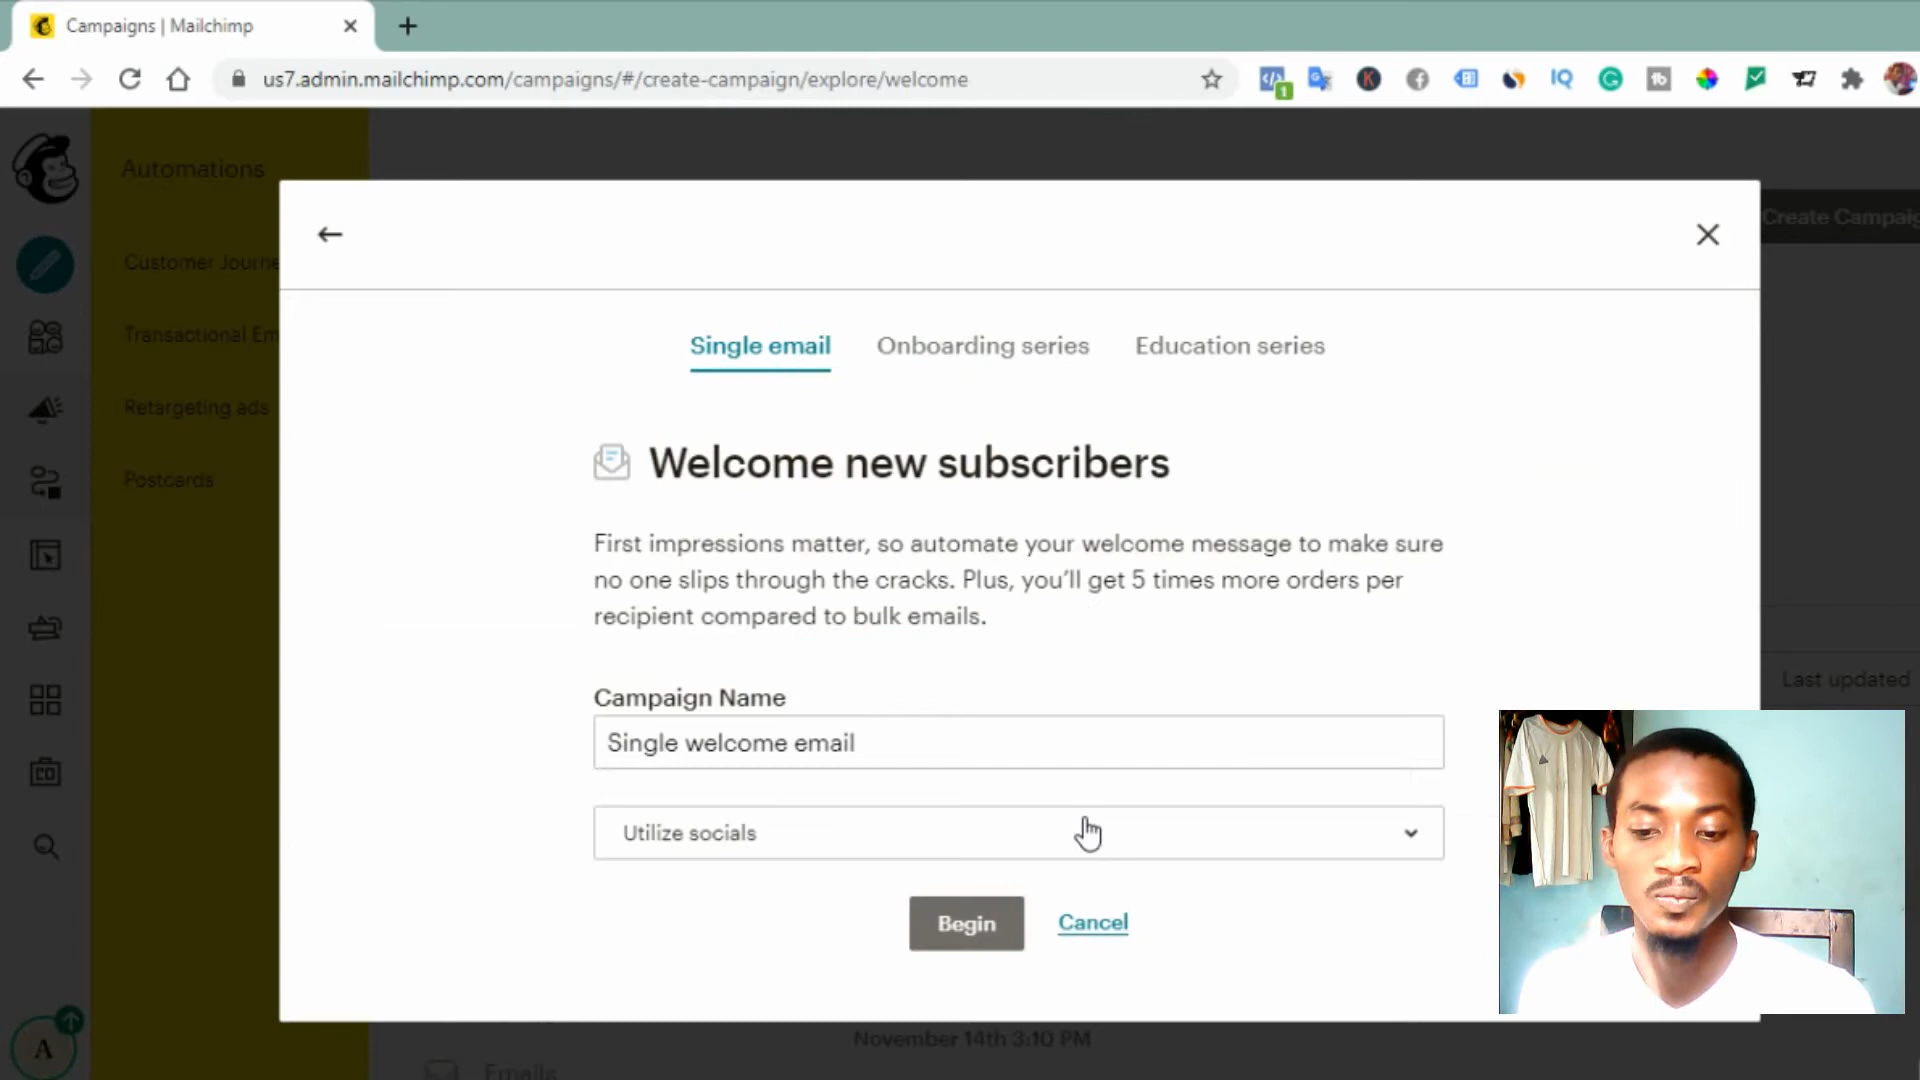 Campaigns | Mailchimp
us7.admin.mailchimp.com/campaigns/#/create-campaign/explore/welcome
1
K
IQ
tb
Automations
Create Campaig
Customer Journe
Transactional Em
Retargeting ads
Postcards
Single email Onboarding series Education series
Welcome new subscribers
First impressions matter, so automate your welcome message to make sure
no one slips through the cracks. Plus, you'll get 5 times more orders per
recipient compared to bulk emails.
Last updated
Campaign Name
Single welcome email
Utilize socials
Begin Cancel
A
November 14th 3:10 PM
Emails